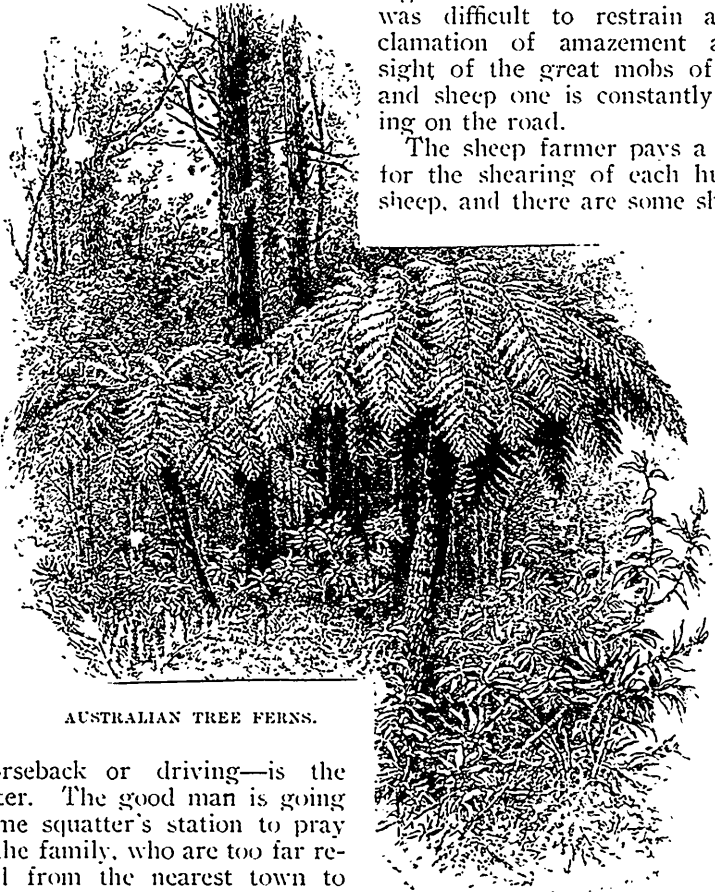 was difficult to restrain a
clamation of amazement a
sight of the great mobs of
and sheep one is constantly
ing on the road.
The sheep farmer pays a
for the shearing of each hu
sheep, and there are some sh
AUSTRALIAN TREE FERNS.
rseback or driving—is the
ter. The good man is going
me squatter's station to pray
he family, who are too far re-
l from the nearest town to